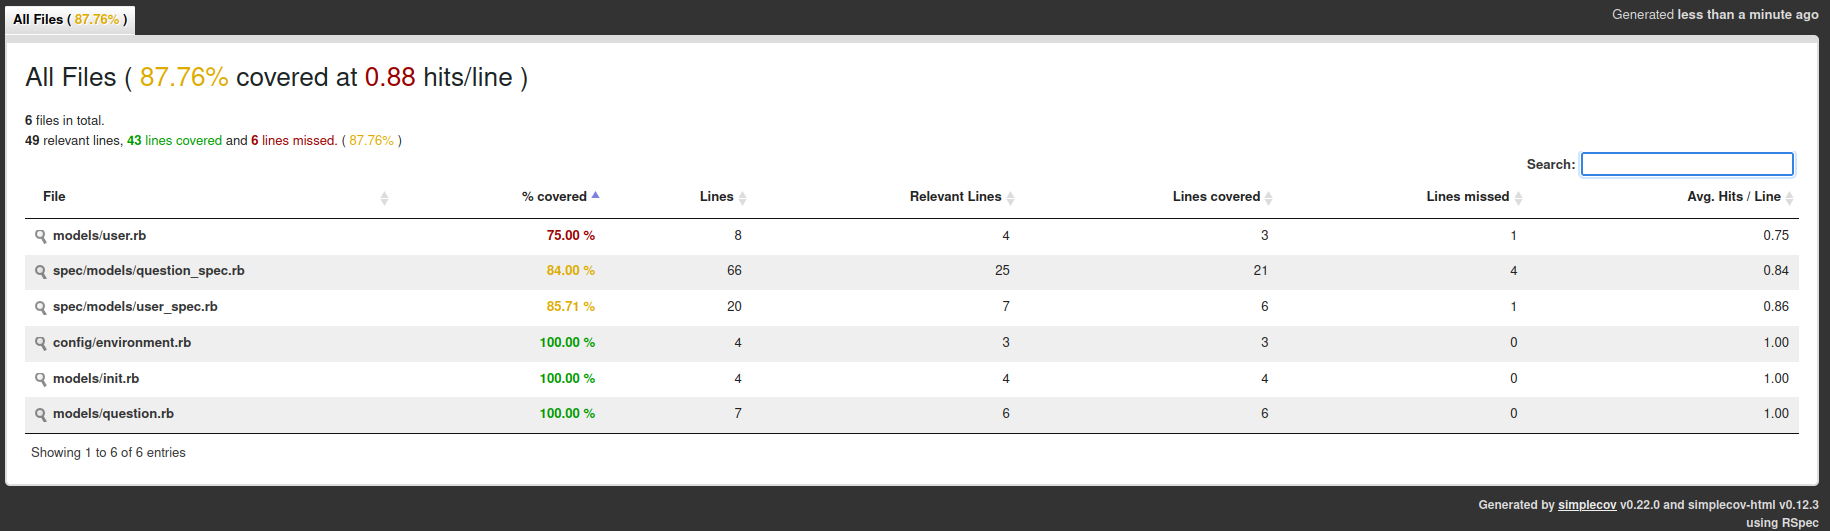 All Files ( 87.76% )
Generated less than a minute ago
All Files ( 87.76% covered at 0.88 hits/line )
6 files in total.
49 relevant lines, 43 lines covered and 6 lines missed. ( 87.76% )
Search:
File % covered Lines Relevant Lines Lines covered Lines missed Avg. Hits / Line
models/user.rb 75.00 % 8 4 3 1 0.75
spec/models/question_spec.rb 84.00 % 66 25 21 4 0.84
spec/models/user_spec.rb 85.71 % 20 7 6 1 0.86
config/environment.rb 100.00 % 4 3 3 0 1.00
models/init.rb 100.00 % 4 4 4 0 1.00
models/question.rb 100.00 % 7 6 6 0 1.00
Showing 1 to 6 of 6 entries
Generated by simplecov v0.22.0 and simplecov-html v0.12.3
using RSpec